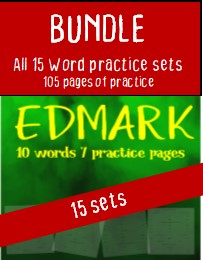 BUNDLE
All 15 Word practice sets
105 pages of practice
EDMARK
10 words 7 practice pages
15 sets